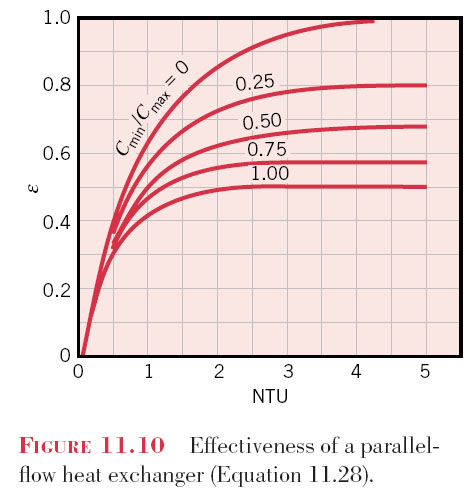 1.0
0.8
0.6
0.4
0.2
0
ε
Cmin/Cmax = 0
0.25
0.50
0.75
1.00
0 1 2 3 4 5
NTU
FIGURE 11.10 Effectiveness of a parallel-
flow heat exchanger (Equation 11.28).